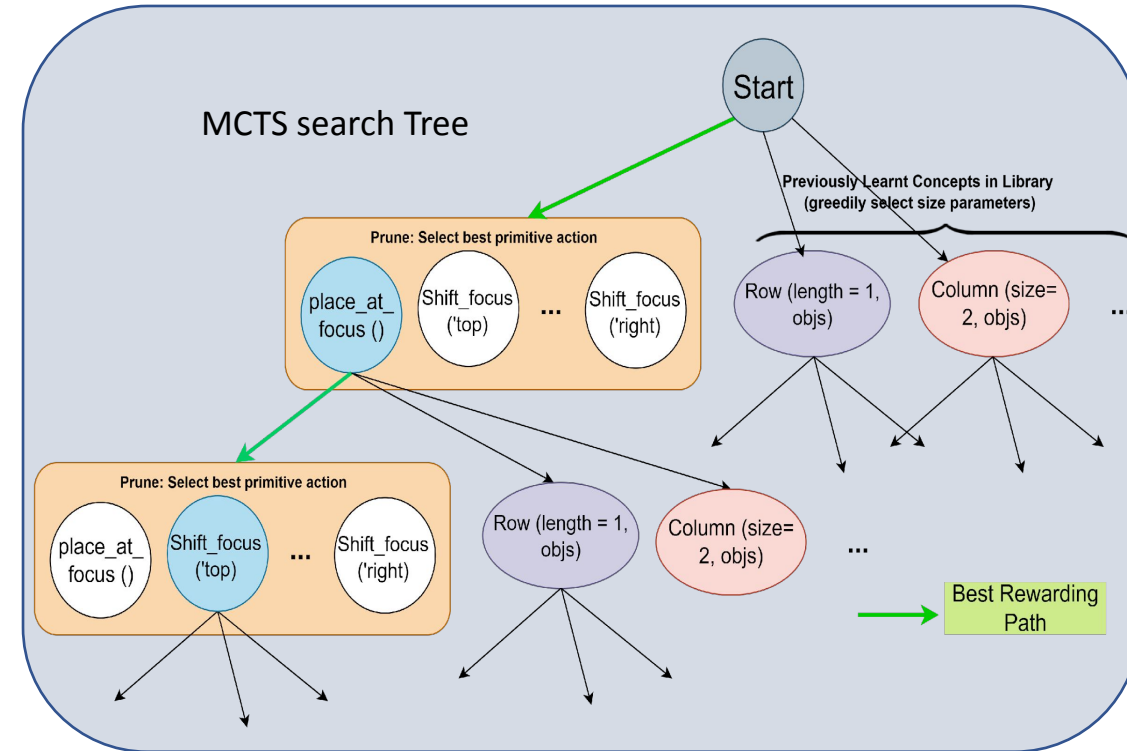 Start
MCTS search Tree
Previously Learnt Concepts in Library
(greedily select size parameters)
Prune: Select best primitive action
place_at_
focus ()
Shift_focus
('top)
...
Shift_focus
('right)
Row (length = 1,
objs)
Column (size=
2, objs)
...
Prune: Select best primitive action
place_at_
focus ()
Shift_focus
('top)
...
Shift_focus
('right)
Row (length = 1,
objs)
Column (size=
2, objs)
...
Best Rewarding
Path